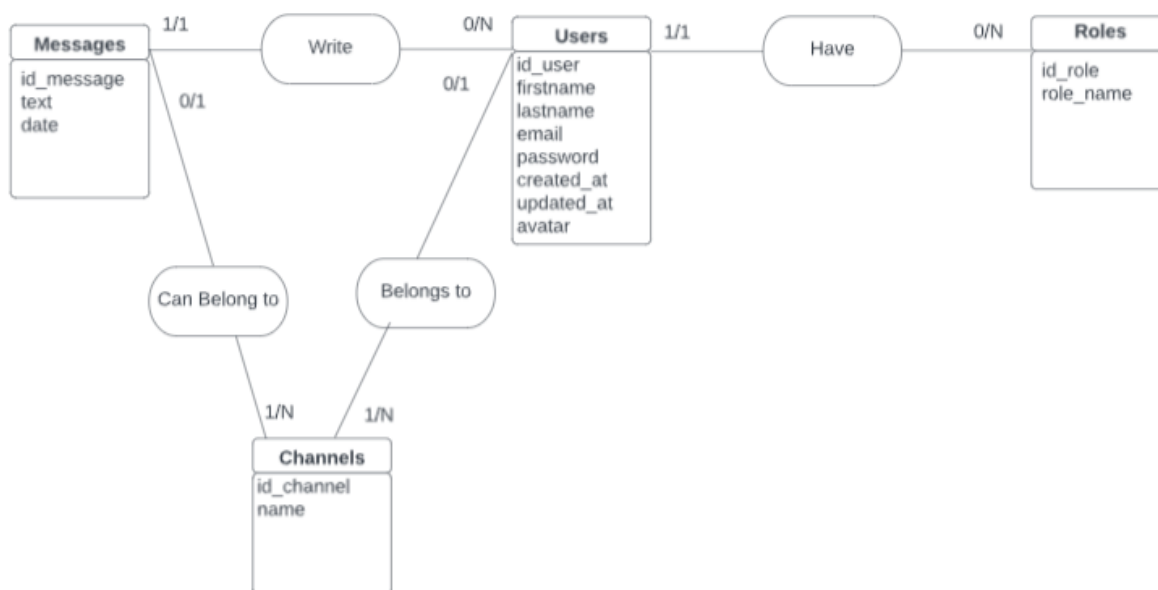 1/1
Write
0/N
1/1
Have
0/N
Messages
id_message
text
date
Users
id_user
firstname
lastname
email
password
created_at
updated_at
avatar
Roles
id_role
role_name
0/1
0/1
Can Belong to
Belongs to
1/N
1/N
Channels
id_channel
name